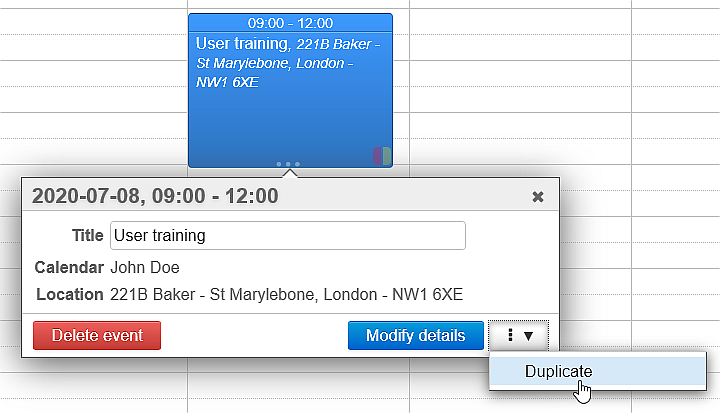 09:00 - 12:00
User training, 221B Baker -
St Marylebone, London -
NW1 6XE
2020-07-08, 09:00 - 12:00
Title User training
Calendar John Doe
Location 221B Baker - St Marylebone, London - NW1 6XE
Delete event Modify details
Duplicate